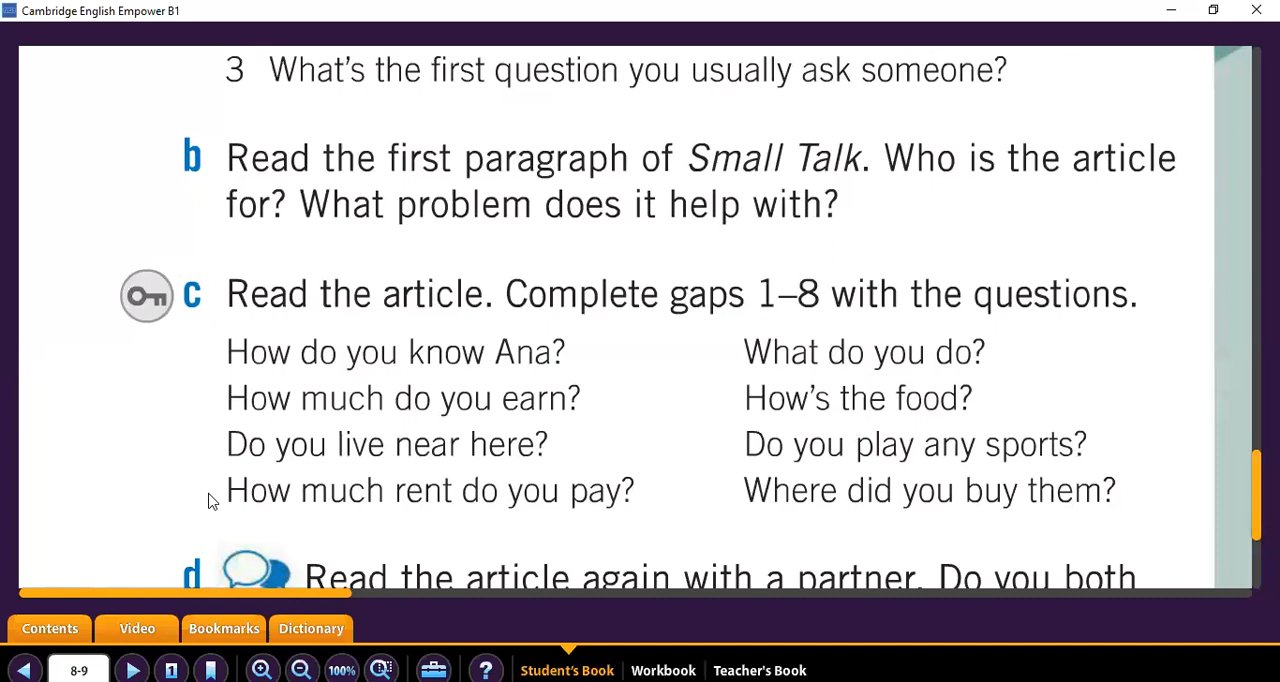 Cambridge English Empower B1
3 What's the first question you usually ask someone?
b Read the first paragraph of Small Talk. Who is the article
for? What problem does it help with?
c Read the article. Complete gaps 1–8 with the questions.
How do you know Ana? What do you do?
How much do you earn? How's the food?
Do you live near here? Do you play any sports?
How much rent do you pay? Where did you buy them?
d Read the article again with a partner. Do you both
Contents Video Bookmarks Dictionary
8-9 1 100% ? Student's Book Workbook Teacher's Book